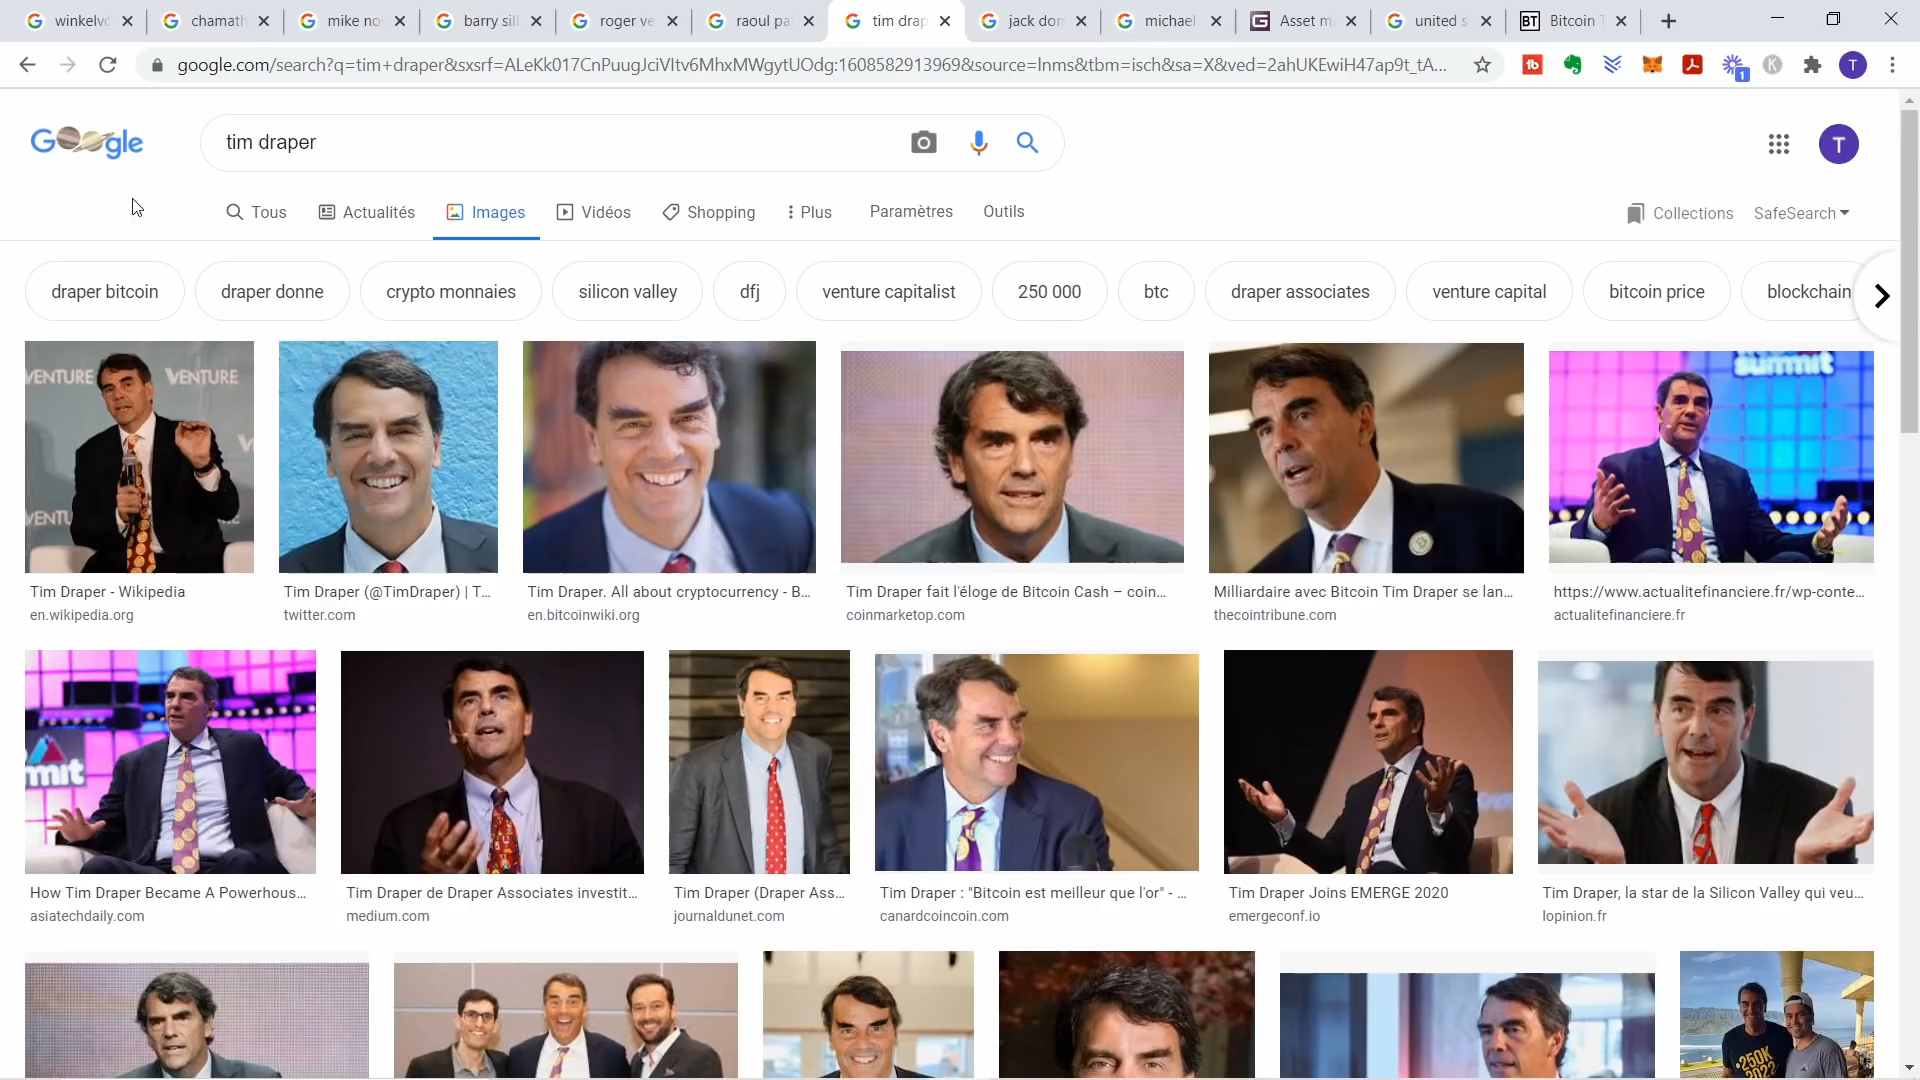 winkelvo
chamath
mike no
barry sill
roger ve
raoul pa
tim drap
jack dor
michael
Asset m
united s
BT Bitcoin T
google.com/search?q=tim+draper&sxsrf=ALeKk017CnPuugJciVItv6MhxMWgytUOdg:1608582913969&source=lnms&tbm=isch&sa=X&ved=2ahUKEwiH47ap9t_tA...
1
K
T
Google
tim draper
T
Tous
Actualités
Images
Vidéos
Shopping
Plus
Paramètres
Outils
Collections
SafeSearch
draper bitcoin
draper donne
crypto monnaies
silicon valley
dfj
venture capitalist
250 000
btc
draper associates
venture capital
bitcoin price
blockchain
VENTURE
VENTURE
VENTU
summit
Tim Draper - Wikipedia
en.wikipedia.org
Tim Draper (@TimDraper) | T...
twitter.com
Tim Draper. All about cryptocurrency - B...
en.bitcoinwiki.org
Tim Draper fait l'éloge de Bitcoin Cash – coin...
coinmarketop.com
Milliardaire avec Bitcoin Tim Draper se lan...
thecointribune.com
https://www.actualitefinanciere.fr/wp-conte...
actualitefinanciere.fr
mit
How Tim Draper Became A Powerhous...
asiatechdaily.com
Tim Draper de Draper Associates investit...
medium.com
Tim Draper (Draper Ass...
journaldunet.com
Tim Draper : "Bitcoin est meilleur que l'or" - ...
canardcoincoin.com
Tim Draper Joins EMERGE 2020
emergeconf.io
Tim Draper, la star de la Silicon Valley qui veu...
lopinion.fr
250K
2022